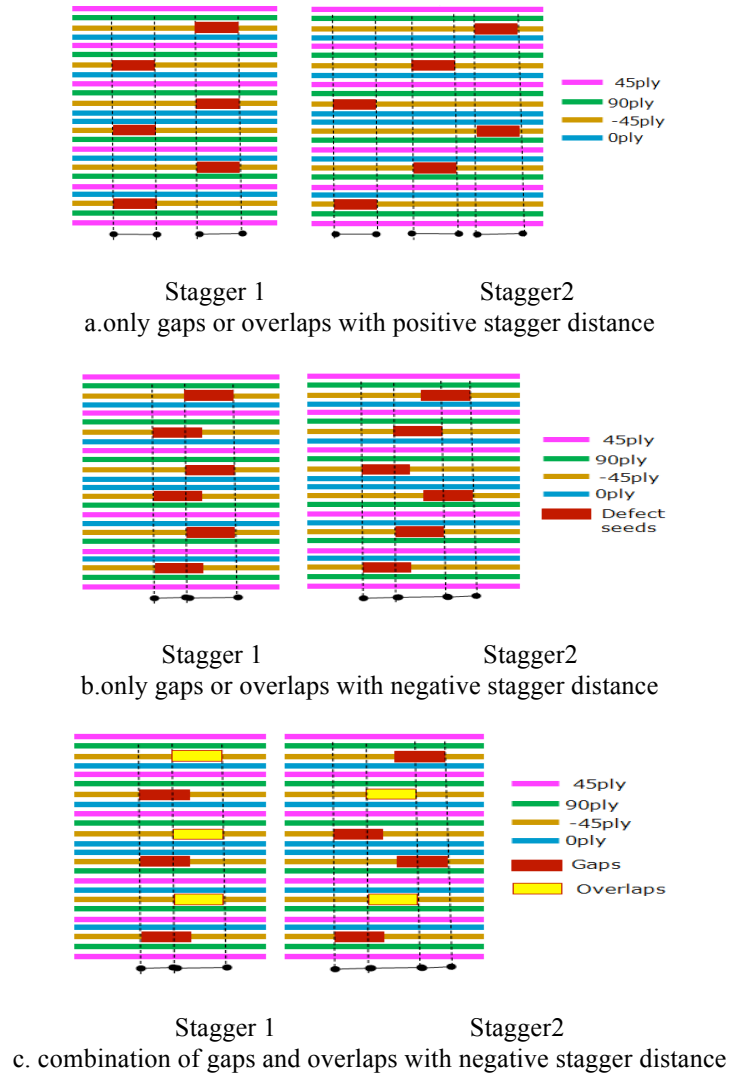 45ply
90ply
-45ply
0ply
Stagger 1 Stagger2
a.only gaps or overlaps with positive stagger distance
45ply
90ply
-45ply
0ply
Defect
seeds
Stagger 1 Stagger2
b.only gaps or overlaps with negative stagger distance
45ply
90ply
-45ply
0ply
Gaps
Overlaps
Stagger 1 Stagger2
c. combination of gaps and overlaps with negative stagger distance